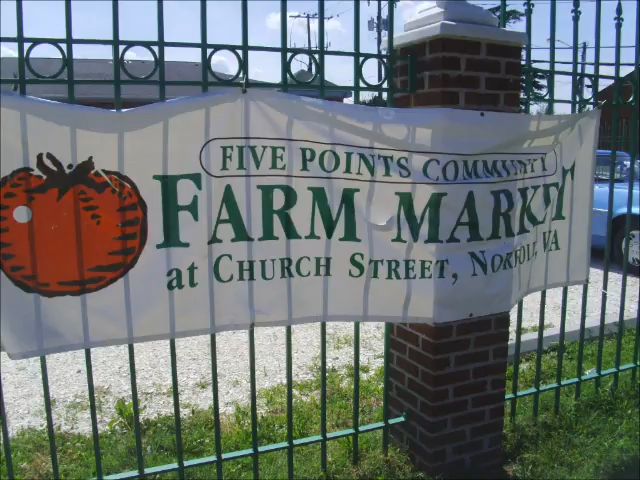 FIVE POINTS COMMUNITY
FARM MARKET
at CHURCH STREET, NORFOLK, VA